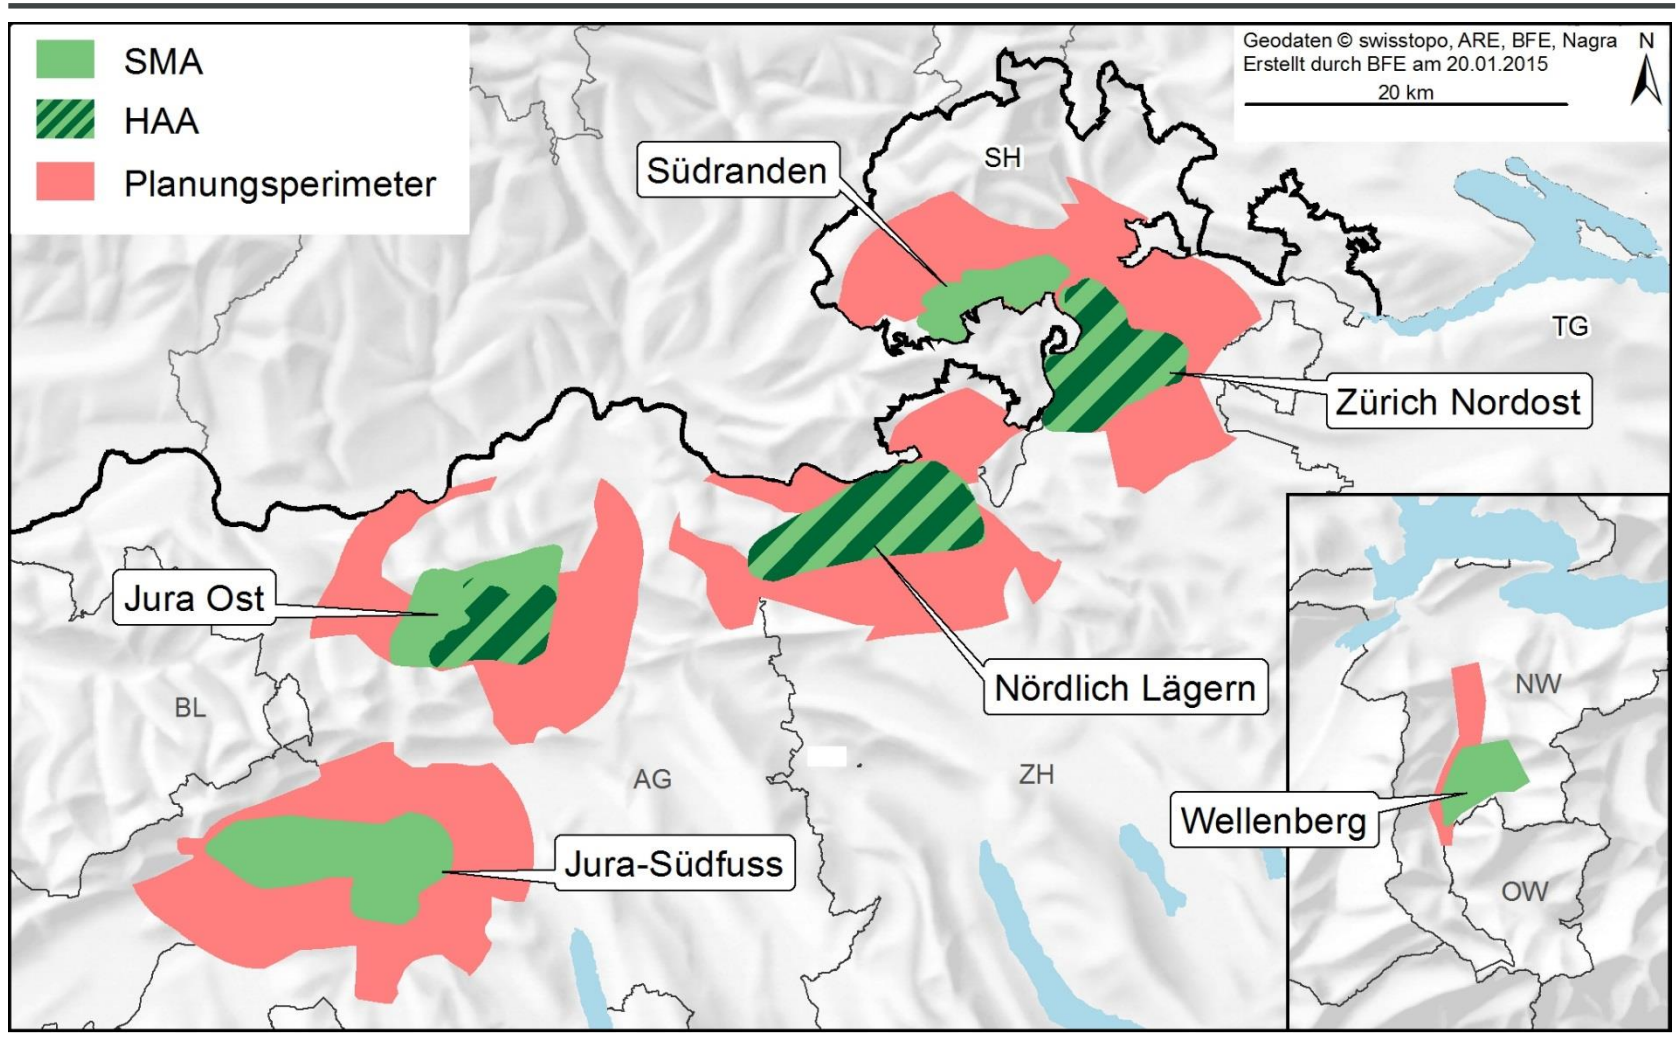 SMA
HAA
Planungsperimeter
Geodaten © swisstopo, ARE, BFE, Nagra
Erstellt durch BFE am 20.01.2015
N
20 km
SH
Südranden
TG
Zürich Nordost
Jura Ost
Nördlich Lägern
BL
AG
ZH
NW
Wellenberg
Jura-Südfuss
OW